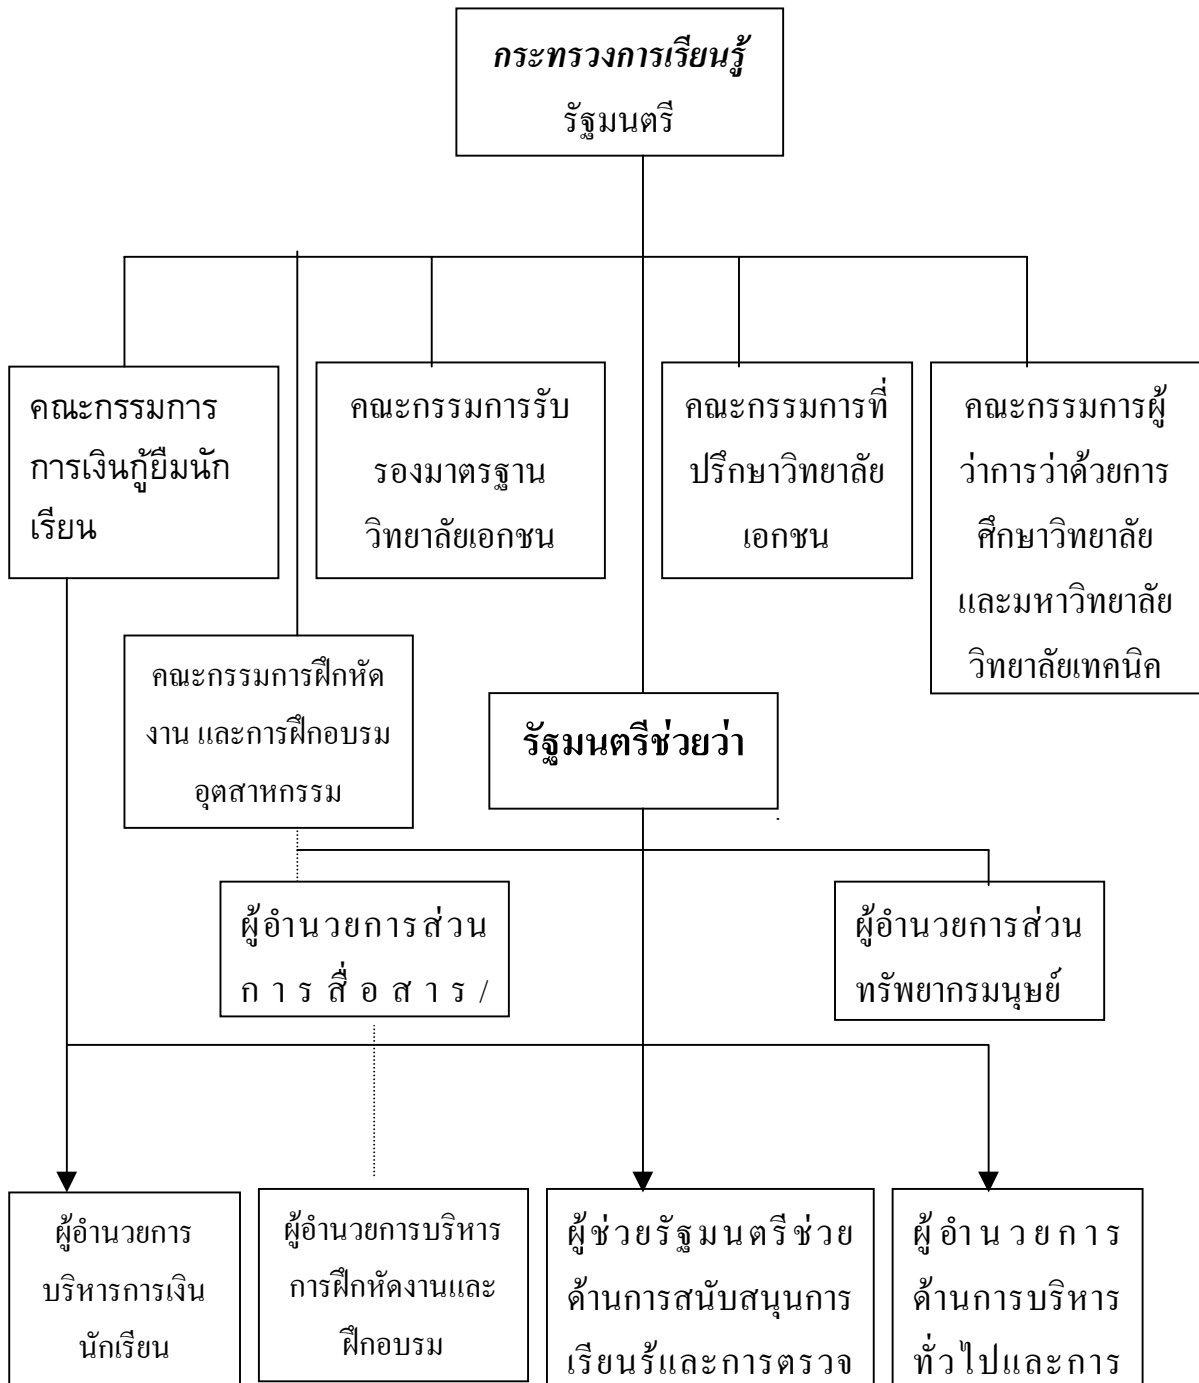 กระทรวงการเรียนรู้
รัฐมนตรี
คณะกรรมการ
การเงินกู้ยืมนัก
เรียน
คณะกรรมการรับ
รองมาตรฐาน
วิทยาลัยเอกชน
คณะกรรมการที่
ปรึกษาวิทยาลัย
เอกชน
คณะกรรมการผู้
ว่าการว่าด้วยการ
ศึกษาวิทยาลัย
และมหาวิทยาลัย
วิทยาลัยเทคนิค
คณะกรรมการฝึกหัด
งาน และการฝึกอบรม
อุตสาหกรรม
รัฐมนตรีช่วยว่า
ผู้อำนวยการส่วน
การสื่อสาร/
ผู้อำนวยการส่วน
ทรัพยากรมนุษย์
ผู้อำนวยการ
บริหารการเงิน
นักเรียน
ผู้อำนวยการบริหาร
การฝึกหัดงานและ
ฝึกอบรม
ผู้ช่วยรัฐมนตรีช่วย
ด้านการสนับสนุนการ
เรียนรู้และการตรวจ
ผู้อำนวยการ
ด้านการบริหาร
ทั่วไปและการ